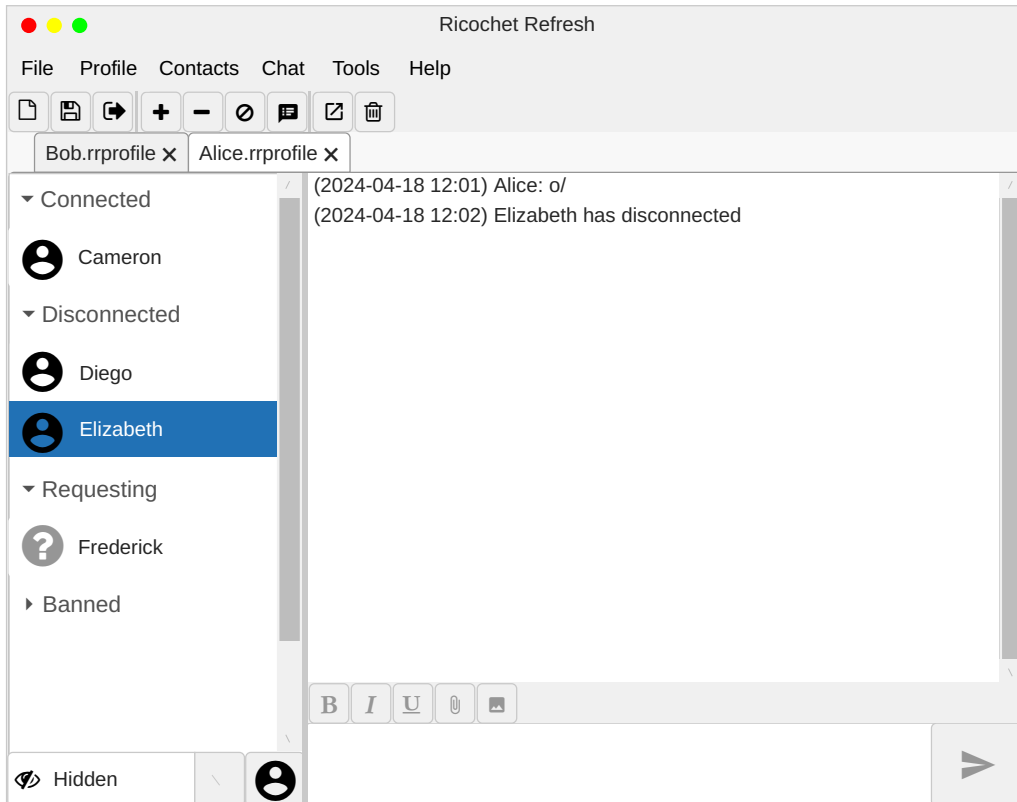 Ricochet Refresh
File Profile Contacts Chat Tools Help
Bob.rrprofile Alice.rrprofile
Connected
Cameron
Disconnected
Diego
Elizabeth
Requesting
Frederick
Banned
Hidden
(2024-04-18 12:01) Alice: o/
(2024-04-18 12:02) Elizabeth has disconnected
B I U